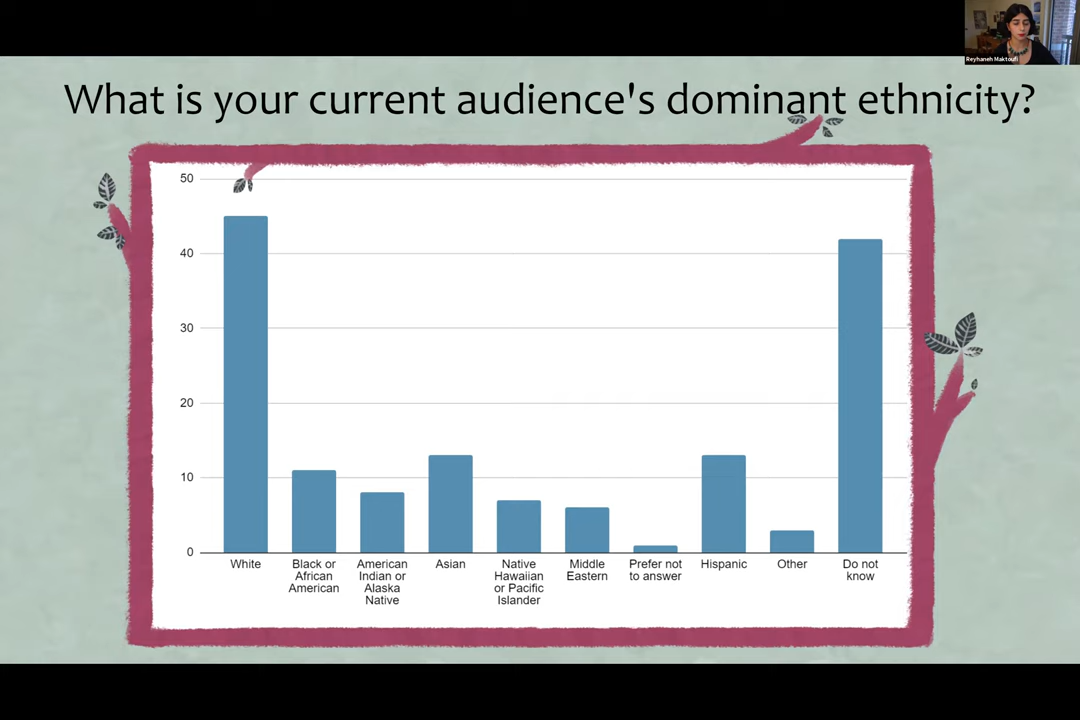 Reyhaneh Maktoufi
What is your current audience's dominant ethnicity?
50
40
30
20
10
0
White
Black or
African
American
American
Indian or
Alaska
Native
Asian
Native
Hawaiian
or Pacific
Islander
Middle
Eastern
Prefer not
to answer
Hispanic
Other
Do not
know